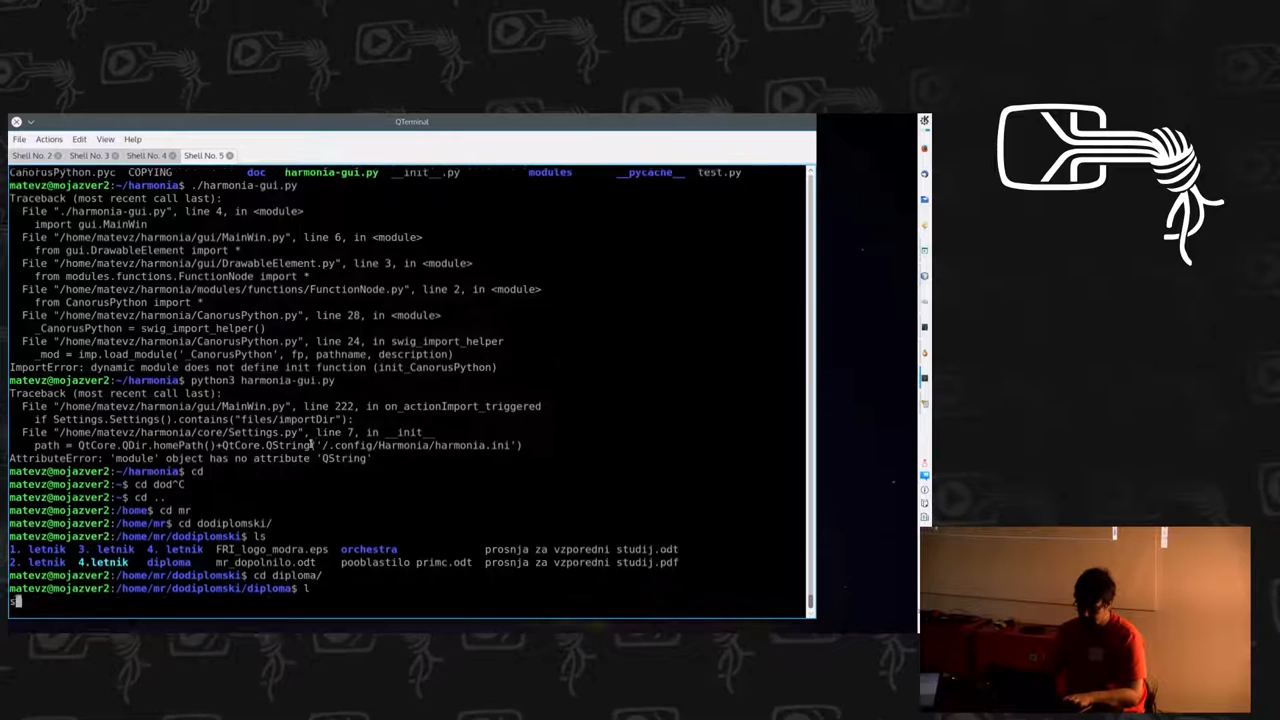 QTerminal
File Actions Edit View Help
Shell No. 2 Shell No. 3 Shell No. 4 Shell No. 5
CanorusPython.pyc COPYING doc harmonia-gui.py __init__.py modules __pycache__ test.py
matevz@mojazver2:~/harmonia$ ./harmonia-gui.py
Traceback (most recent call last):
File "./harmonia-gui.py", line 4, in <module>
import gui.MainWin
File "/home/matevz/harmonia/gui/MainWin.py", line 6, in <module>
from gui.DrawableElement import *
File "/home/matevz/harmonia/gui/DrawableElement.py", line 3, in <module>
from modules.functions.FunctionNode import *
File "/home/matevz/harmonia/modules/functions/FunctionNode.py", line 2, in <module>
from CanorusPython import *
File "/home/matevz/harmonia/CanorusPython.py", line 28, in <module>
_CanorusPython = swig_import_helper()
File "/home/matevz/harmonia/CanorusPython.py", line 24, in swig_import_helper
_mod = imp.load_module('_CanorusPython', fp, pathname, description)
ImportError: dynamic module does not define init function (init_CanorusPython)
matevz@mojazver2:~/harmonia$ python3 harmonia-gui.py
Traceback (most recent call last):
File "/home/matevz/harmonia/gui/MainWin.py", line 222, in on_actionImport_triggered
if Settings.Settings().contains("files/importDir"):
File "/home/matevz/harmonia/core/Settings.py", line 7, in __init__
path = QtCore.QDir.homePath()+QtCore.QString('/.config/Harmonia/harmonia.ini')
AttributeError: 'module' object has no attribute 'QString'
matevz@mojazver2:~/harmonia$ cd
matevz@mojazver2:~$ cd dod^C
matevz@mojazver2:~$ cd ..
matevz@mojazver2:/home$ cd mr
matevz@mojazver2:/home/mr$ cd dodiplomski/
matevz@mojazver2:/home/mr/dodiplomski$ ls
1. letnik 3. letnik 4. letnik FRI_logo_modra.eps orchestra prosnja za vzporedni studij.odt
2. letnik 4.letnik diploma mr_dopolnilo.odt pooblastilo primc.odt prosnja za vzporedni studij.pdf
matevz@mojazver2:/home/mr/dodiplomski$ cd diploma/
matevz@mojazver2:/home/mr/dodiplomski/diploma$ l
s